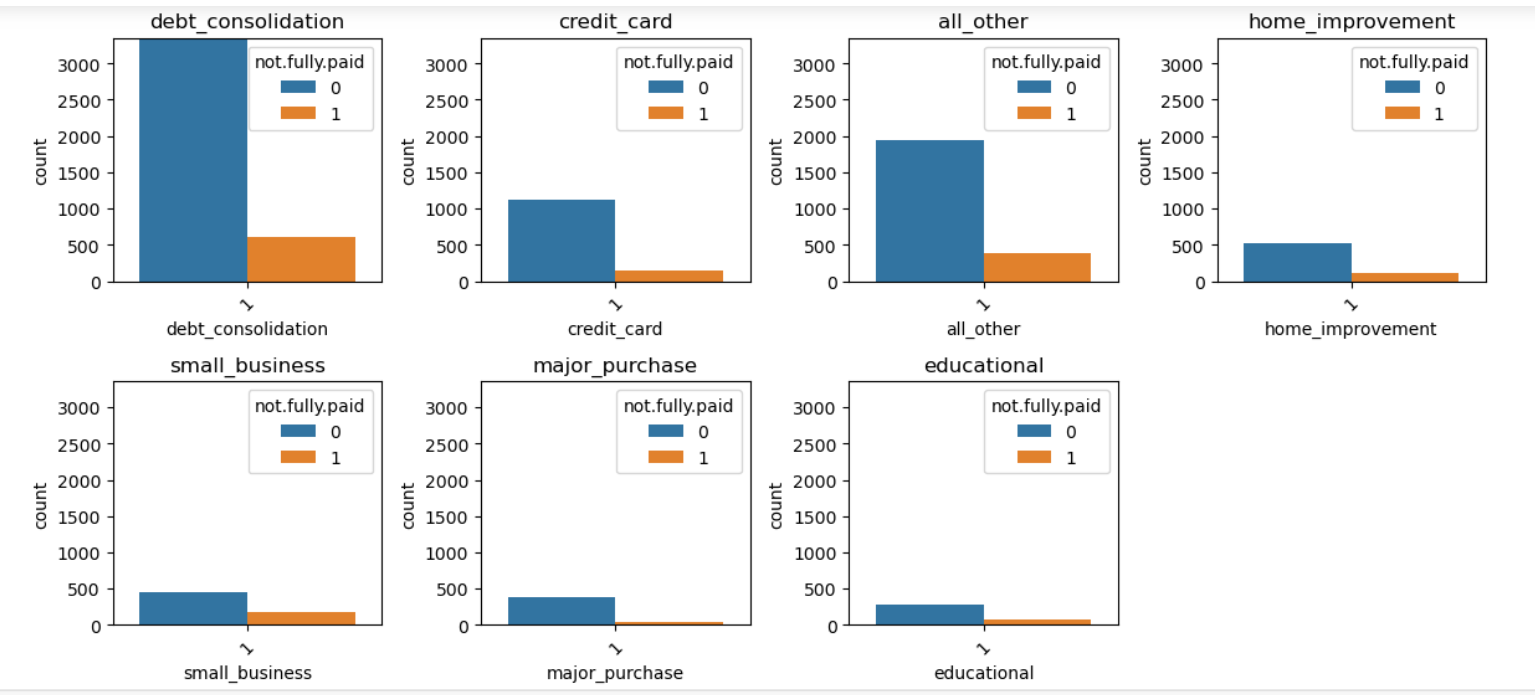 debt_consolidation
not.fully.paid
0
1
3000
2500
2000
1500
1000
500
0
count
1
debt_consolidation
credit_card
not.fully.paid
0
1
3000
2500
2000
1500
1000
500
0
count
1
credit_card
all_other
not.fully.paid
0
1
3000
2500
2000
1500
1000
500
0
count
1
all_other
home_improvement
not.fully.paid
0
1
3000
2500
2000
1500
1000
500
0
count
1
home_improvement
small_business
not.fully.paid
0
1
3000
2500
2000
1500
1000
500
0
count
1
small_business
major_purchase
not.fully.paid
0
1
3000
2500
2000
1500
1000
500
0
count
1
major_purchase
educational
not.fully.paid
0
1
3000
2500
2000
1500
1000
500
0
count
1
educational